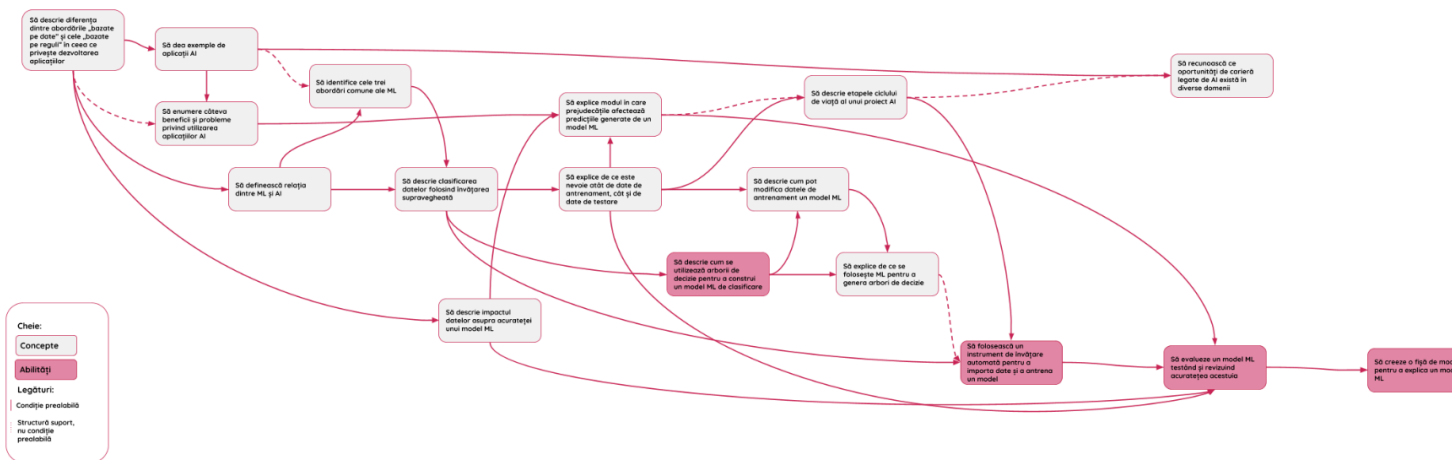 Să descrie diferența
dintre abordările „bazate
pe date” și cele „bazate
pe reguli” în ceea ce
privește dezvoltarea
aplicațiilor
Să dea exemple de
aplicații AI
Să enumere câteva
beneficii și probleme
privind utilizarea
aplicațiilor AI
Să identifice cele trei
abordări comune ale ML
Să definească relația
dintre ML și AI
Să descrie clasificarea
datelor folosind învățarea
supravegheată
Să descrie impactul
datelor asupra acurateței
unui model ML
Să explice modul în care
prejudecățile afectează
predicțiile generate de un
model ML
Să explice de ce este
nevoie atât de date de
antrenament, cât și de
date de testare
Să descrie cum se
utilizează arborii de
decizie pentru a construi
un model ML de clasificare
Să descrie cum pot
modifica datele de
antrenament un model ML
Să descrie etapele ciclului
de viață al unui proiect AI
Să explice de ce se
folosește ML pentru a
genera arbori de decizie
Să folosească un
instrument de învățare
automată pentru a
importa date și a antrena
un model
Să recunoască ce
oportunități de carieră
legate de AI există în
diverse domenii
Să evalueze un model ML
testând și revizuind
acuratețea acestuia
Să creeze o fișă de
pentru a explica un
ML
Cheie:
Concepte
Abilități
Legături:
Condiție prealabilă
Structură suport,
nu condiție
prealabilă